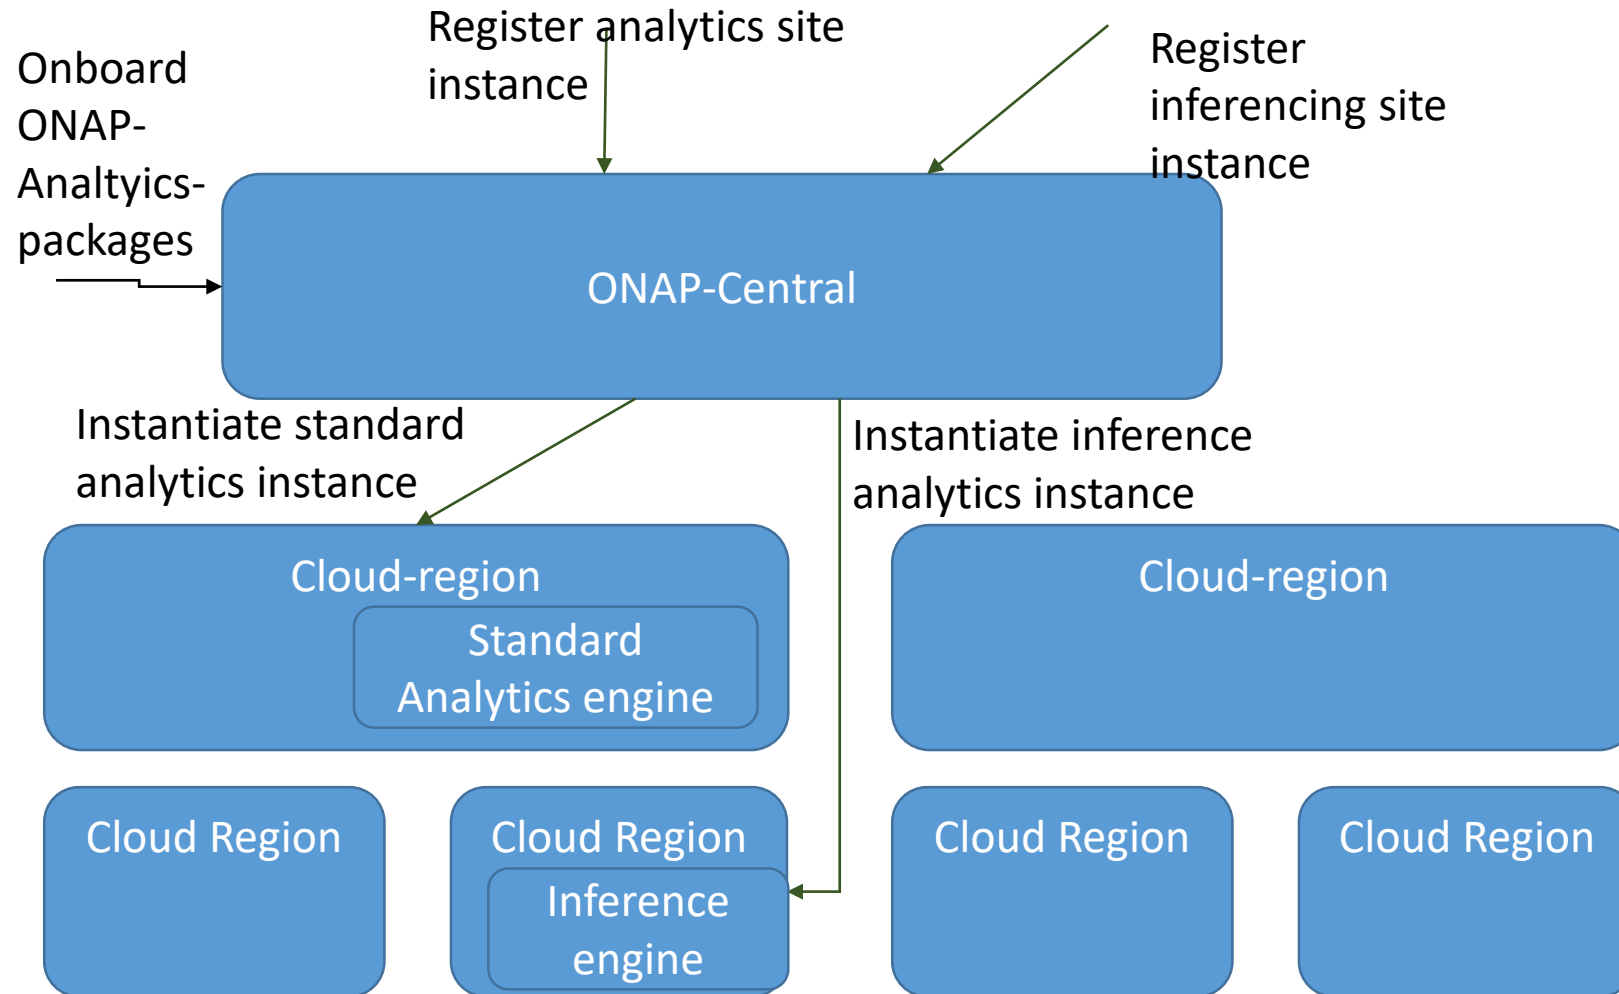 Register analytics site
instance
Onboard
ONAP-
Analtyics-
packages
Register
inferencing site
instance
ONAP-Central
Instantiate standard
analytics instance
Instantiate inference
analytics instance
Cloud-region
Standard
Analytics engine
Cloud-region
Cloud Region
Cloud Region
Inference
engine
Cloud Region
Cloud Region